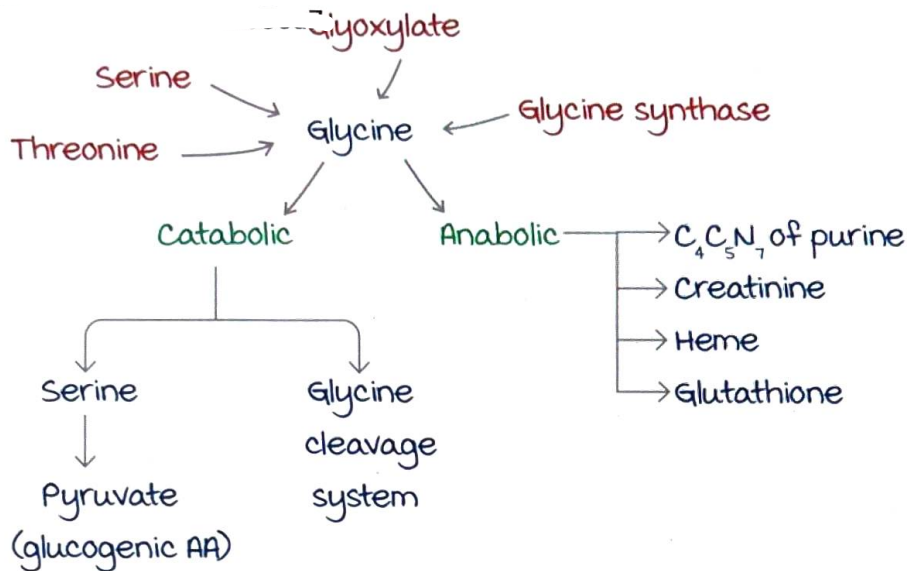 Glyoxylate
Serine
Glycine synthase
Glycine
Threonine
Catabolic
Anabolic
C₄C₅N₇ of purine
Creatinine
Heme
Glutathione
Serine
Glycine
cleavage
system
Pyruvate
(glucogenic AA)